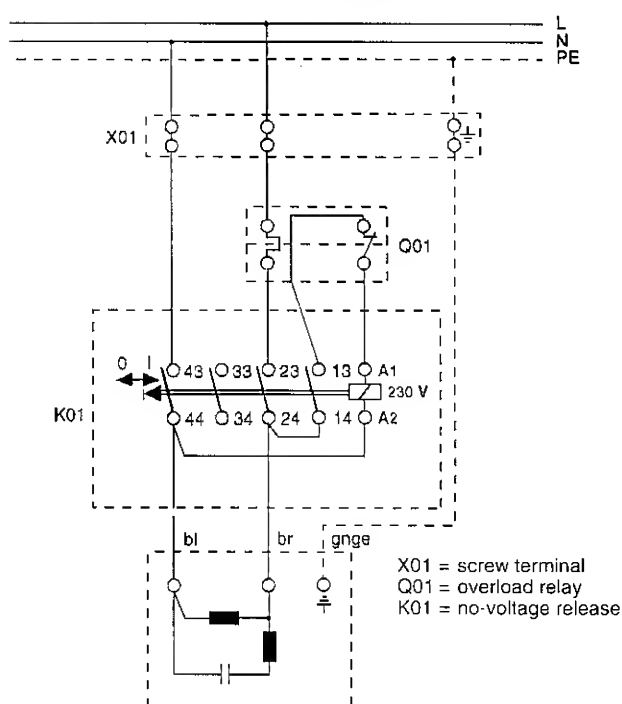 L
N
PE
X01
Q01
0 I
43 33 23 13 A1
230 V
K01
44 34 24 14 A2
bl br gnge
X01 = screw terminal
Q01 = overload relay
K01 = no-voltage release